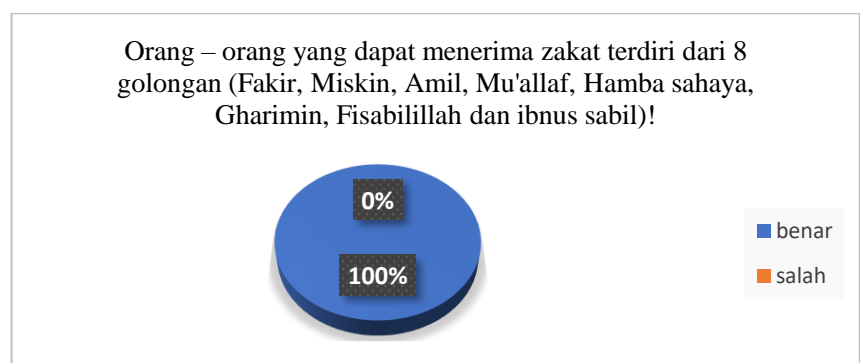 Orang – orang yang dapat menerima zakat terdiri dari 8
golongan (Fakir, Miskin, Amil, Mu'allaf, Hamba sahaya,
Gharimin, Fisabilillah dan ibnus sabil)!
0%
100%
benar
salah